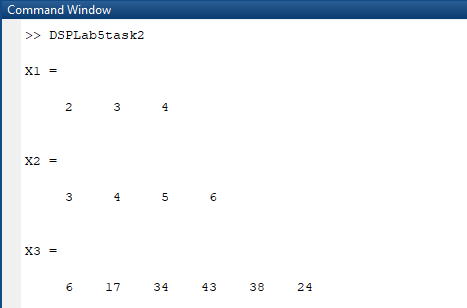 Command Window
>> DSPLab5task2
X1 =
2 3 4
X2 =
3 4 5 6
X3 =
6 17 34 43 38 24